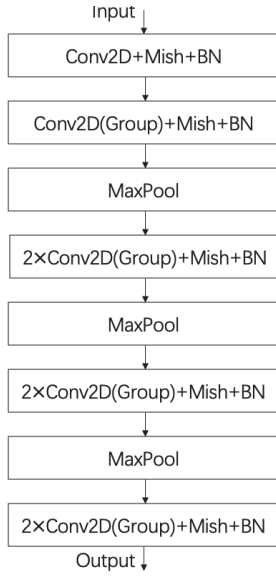 Input
Conv2D+Mish+BN
Conv2D(Group)+Mish+BN
MaxPool
2×Conv2D(Group)+Mish+BN
MaxPool
2×Conv2D(Group)+Mish+BN
MaxPool
2×Conv2D(Group)+Mish+BN
Output